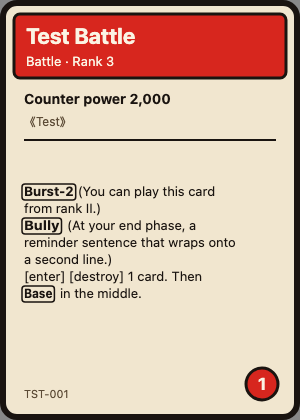 Test Battle
Battle · Rank 3
Counter power 2,000
《Test》
Burst-2 (You can play this card
from rank II.)
Bully (At your end phase, a
reminder sentence that wraps onto
a second line.)
[enter] [destroy] 1 card. Then
Base in the middle.
TST-001
1